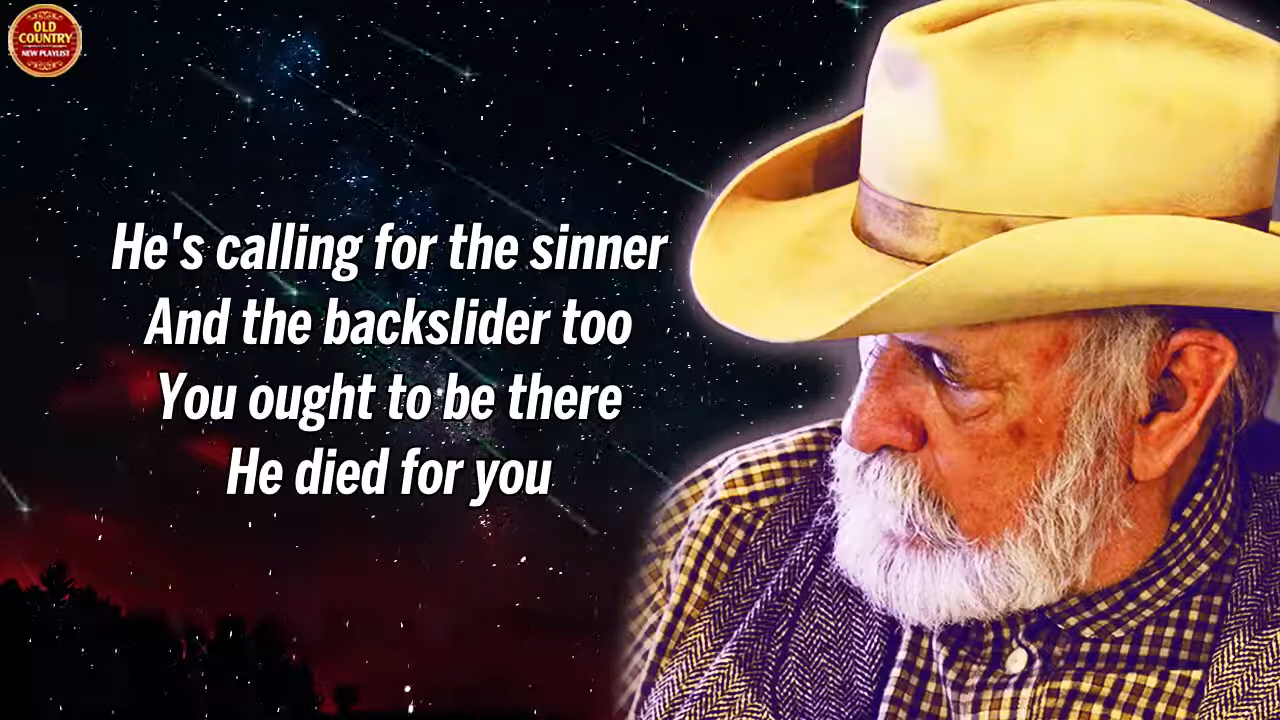 OLD
COUNTRY
NEW PLAYLIST
He's calling for the sinner
And the backslider too
You ought to be there
He died for you